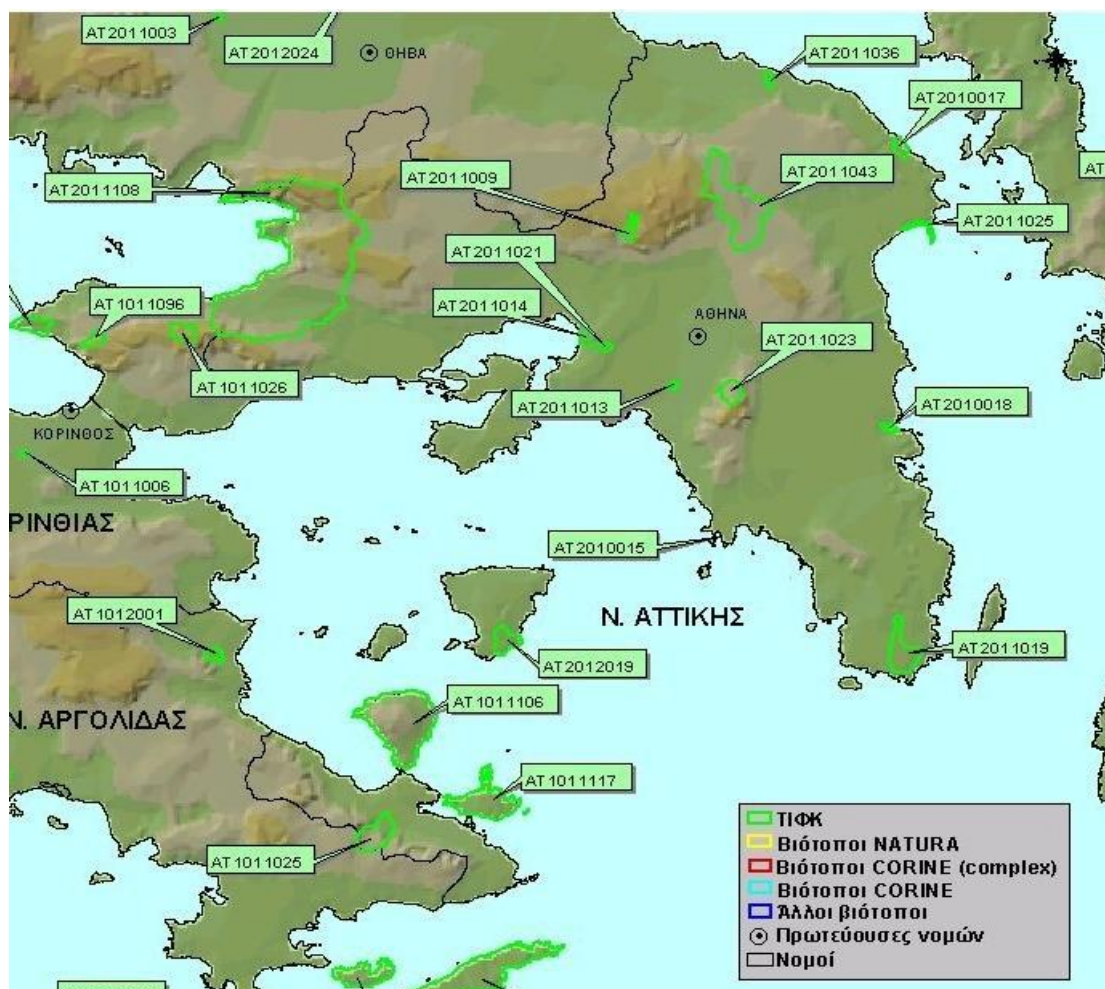 AT2011003
AT2012024
ΘΗΒΑ
AT2011036
AT2010017
AT2011108
AT2011009
AT2011043
AT
AT2011025
AT2011021
AT2011014
AT1011096
ΑΘΗΝΑ
AT2011023
AT1011026
AT2011013
AT2010018
ΚΟΡΙΝΘΟΣ
AT1011006
ΡΙΝΘΙΑΣ
AT2010015
AT1012001
Ν. ΑΤΤΙΚΗΣ
AT2012019
AT2011019
AT1011106
Ν. ΑΡΓΟΛΙΔΑΣ
AT1011117
AT1011025
ΤΙΦΚ
Βιότοποι NATURA
Βιότοποι CORINE (complex)
Βιότοποι CORINE
Άλλοι βιότοποι
Πρωτεύουσες νομών
Νομοί